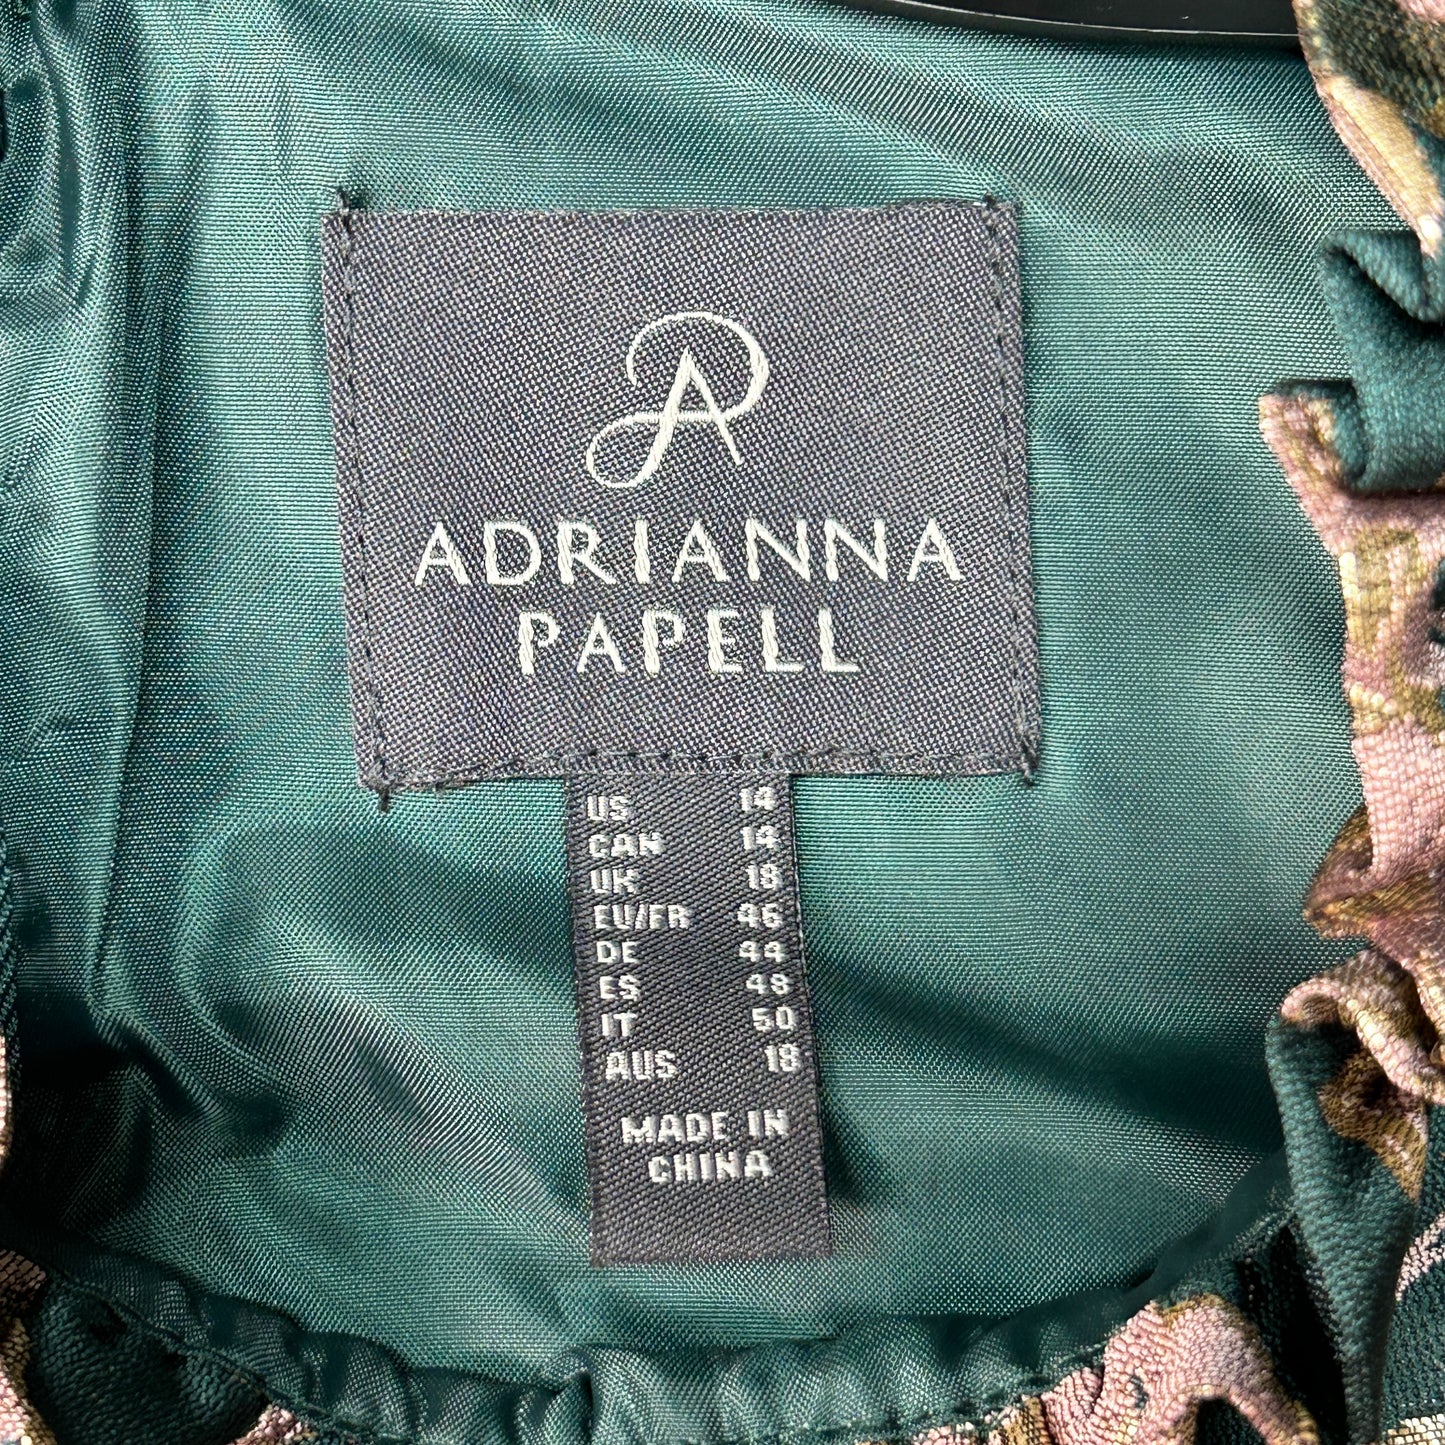 ADRIANNA
PAPELL
US 14
CAN 14
UK 18
EU/FR 46
DE 44
ES 48
IT 50
AUS 18
MADE IN
CHINA